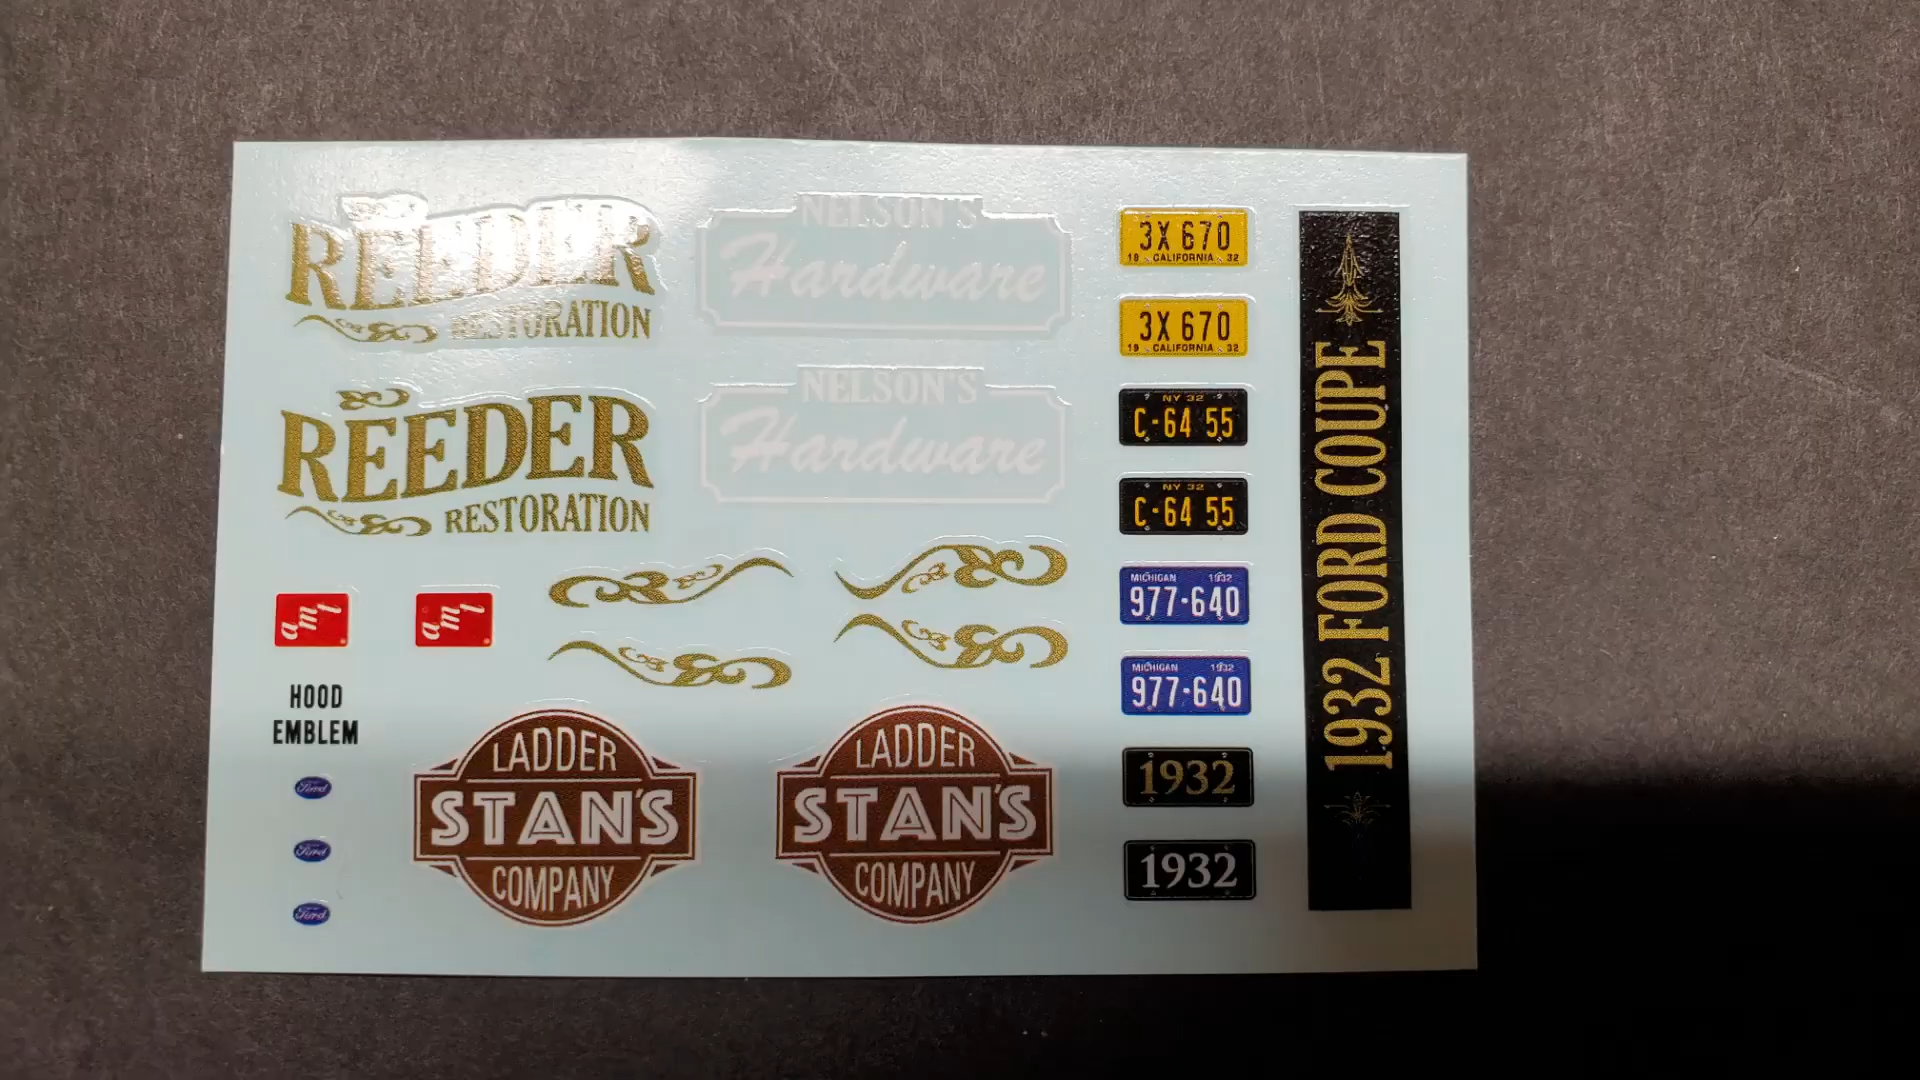 REEDER
RESTORATION
REEDER
RESTORATION
NELSON'S
Hardware
NELSON'S
Hardware
amt
amt
HOOD
EMBLEM
Ford
Ford
Ford
LADDER
STAN'S
COMPANY
LADDER
STAN'S
COMPANY
3X 670
19 CALIFORNIA 32
3X 670
19 CALIFORNIA 32
NY 32
C-64 55
NY 32
C-64 55
MICHIGAN 1932
977-640
MICHIGAN 1932
977-640
1932
1932
1932 FORD COUPE